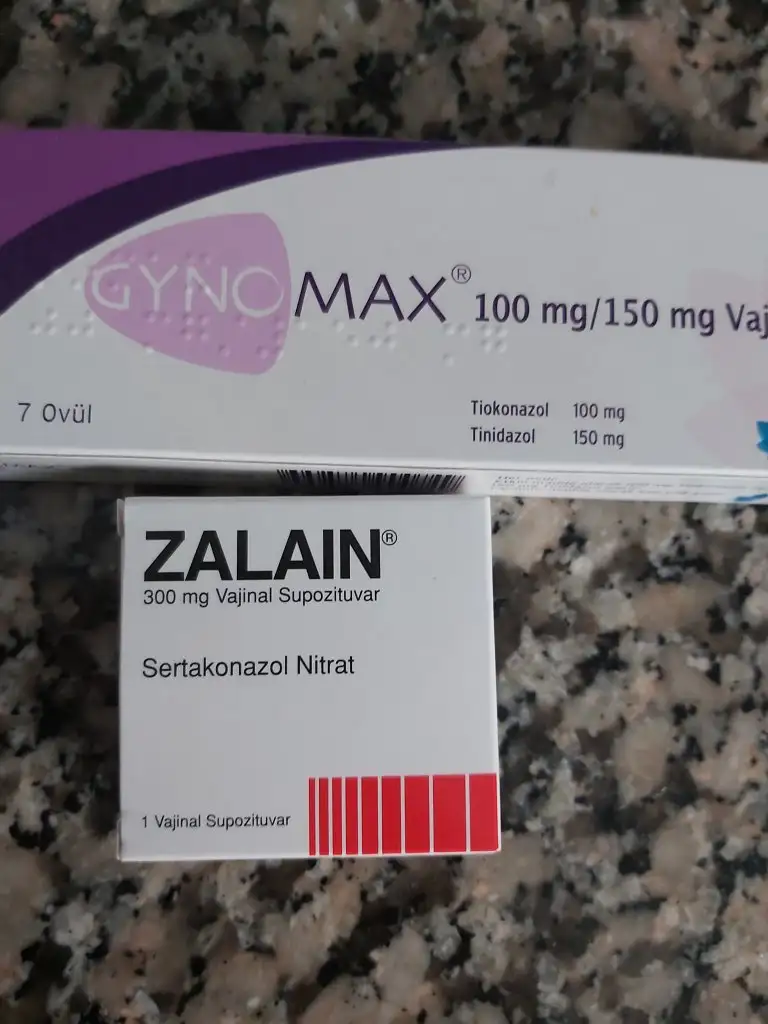 GYNOMAX® 100 mg/150 mg
7 Ovül
Tiokonazol 100 mg
Tinidazol 150 mg
ZALAIN®
300 mg Vajinal Supozituvar
Sertakonazol Nitrat
1 Vajinal Supozituvar